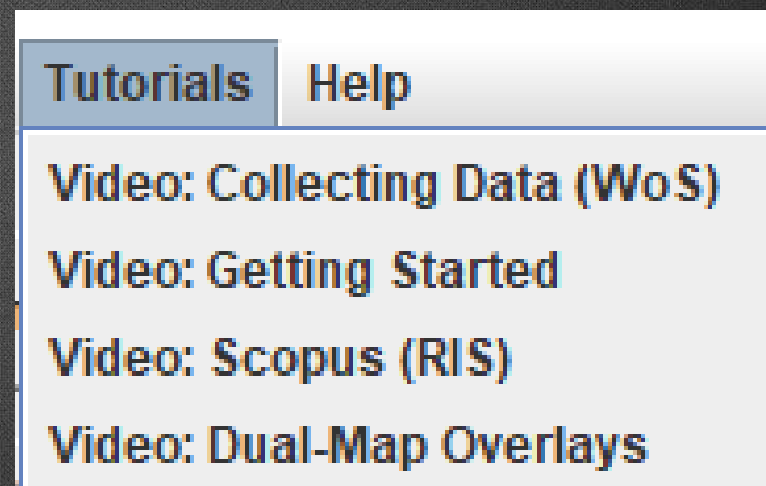 Tutorials Help
Video: Collecting Data (WoS)
Video: Getting Started
Video: Scopus (RIS)
Video: Dual-Map Overlays